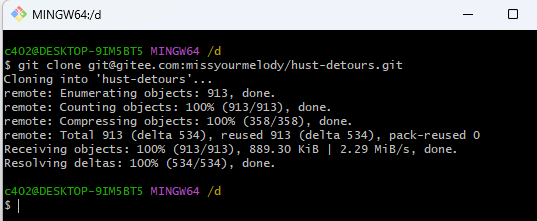 MINGW64:/d
c402@DESKTOP-9IM5BT5 MINGW64 /d
$ git clone git@gitee.com:missyourmelody/hust-detours.git
Cloning into 'hust-detours'...
remote: Enumerating objects: 913, done.
remote: Counting objects: 100% (913/913), done.
remote: Compressing objects: 100% (358/358), done.
remote: Total 913 (delta 534), reused 913 (delta 534), pack-reused 0
Receiving objects: 100% (913/913), 889.30 KiB | 2.29 MiB/s, done.
Resolving deltas: 100% (534/534), done.
c402@DESKTOP-9IM5BT5 MINGW64 /d
$